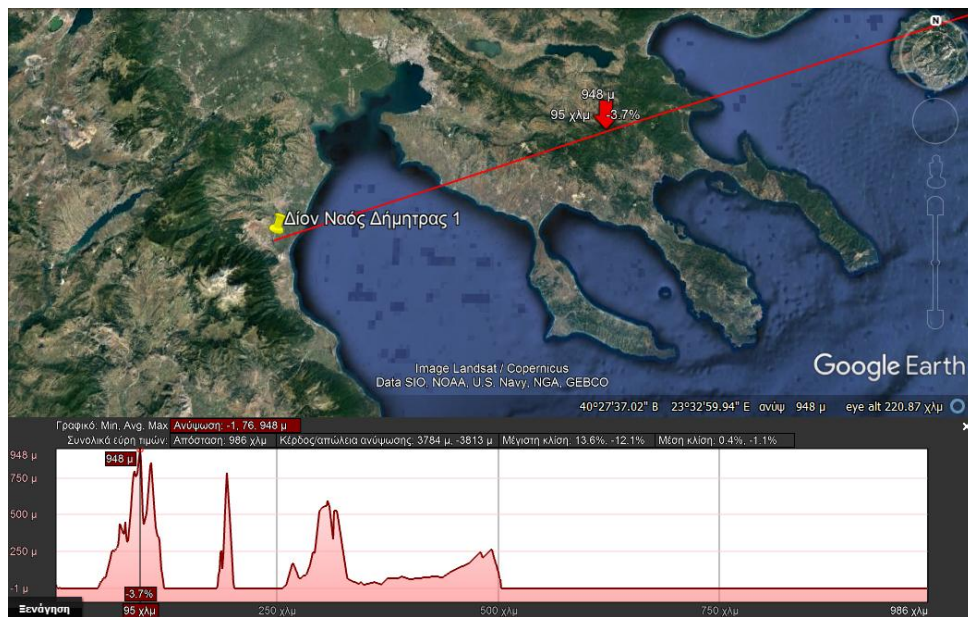 N
948 μ
95 χλμ -3.7%
Δίον Ναός Δήμητρας 1
Image Landsat / Copernicus
Data SIO, NOAA, U.S. Navy, NGA, GEBCO
Google Earth
40°27'37.02" B 23°32'59.94" E ανύψ 948 μ eye alt 220.87 χλμ
Γραφικό: Min, Avg, Max Ανύψωση: -1, 76, 948 μ
Συνολικά εύρη τιμών: Απόσταση: 986 χλμ Κέρδος/απώλεια ανύψωσης: 3784 μ, -3813 μ Μέγιστη κλίση: 13.6%, -12.1% Μέση κλίση: 0.4%, -1.1%
948 μ
948 μ
750 μ
500 μ
250 μ
-1 μ
-3.7%
Ξενάγηση 95 χλμ 250 χλμ 500 χλμ 750 χλμ 986 χλμ